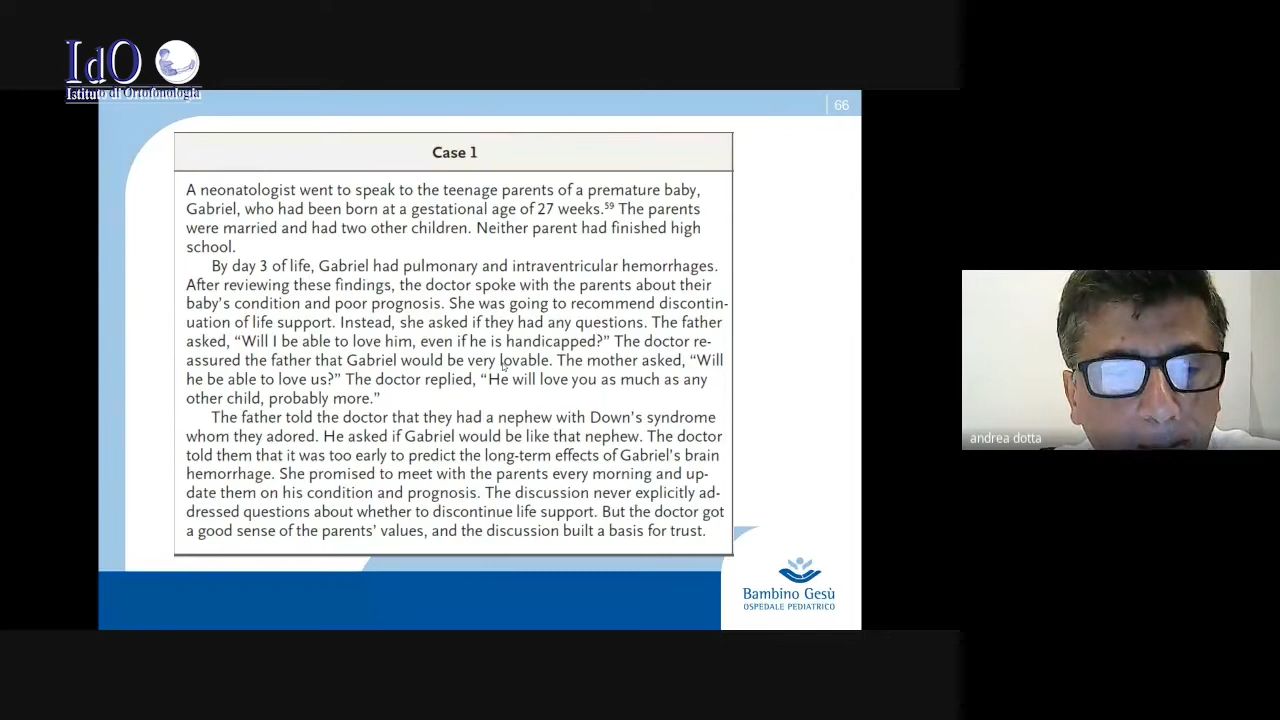 IdO
Istituto di Ortofonologia
66
Case 1
A neonatologist went to speak to the teenage parents of a premature baby,
Gabriel, who had been born at a gestational age of 27 weeks.⁵⁹ The parents
were married and had two other children. Neither parent had finished high
school.
By day 3 of life, Gabriel had pulmonary and intraventricular hemorrhages.
After reviewing these findings, the doctor spoke with the parents about their
baby's condition and poor prognosis. She was going to recommend discontin-
uation of life support. Instead, she asked if they had any questions. The father
asked, “Will I be able to love him, even if he is handicapped?” The doctor re-
assured the father that Gabriel would be very lovable. The mother asked, “Will
he be able to love us?” The doctor replied, “He will love you as much as any
other child, probably more.”
The father told the doctor that they had a nephew with Down's syndrome
whom they adored. He asked if Gabriel would be like that nephew. The doctor
told them that it was too early to predict the long-term effects of Gabriel's brain
hemorrhage. She promised to meet with the parents every morning and up-
date them on his condition and prognosis. The discussion never explicitly ad-
dressed questions about whether to discontinue life support. But the doctor got
a good sense of the parents' values, and the discussion built a basis for trust.
Bambino Gesù
OSPEDALE PEDIATRICO
andrea dotta